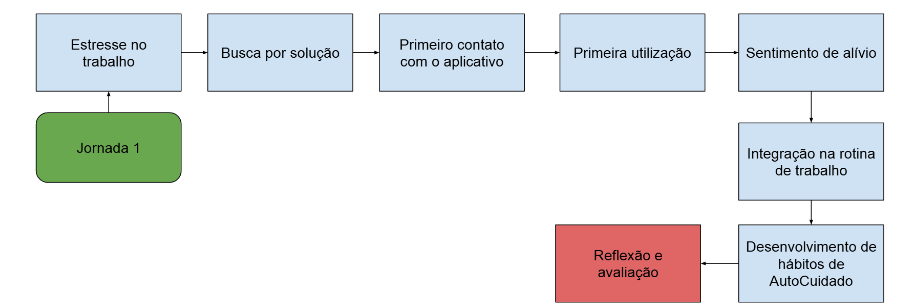 Estresse no
trabalho
Busca por solução
Primeiro contato
com o aplicativo
Primeira utilização
Sentimento de alívio
Jornada 1
Integração na rotina
de trabalho
Desenvolvimento de
hábitos de
AutoCuidado
Reflexão e
avaliação